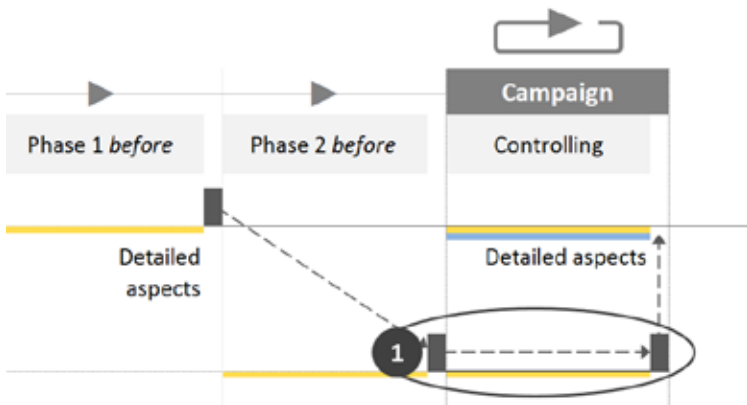 Campaign
Phase 1 before
Phase 2 before
Controlling
Detailed
aspects
Detailed aspects
1